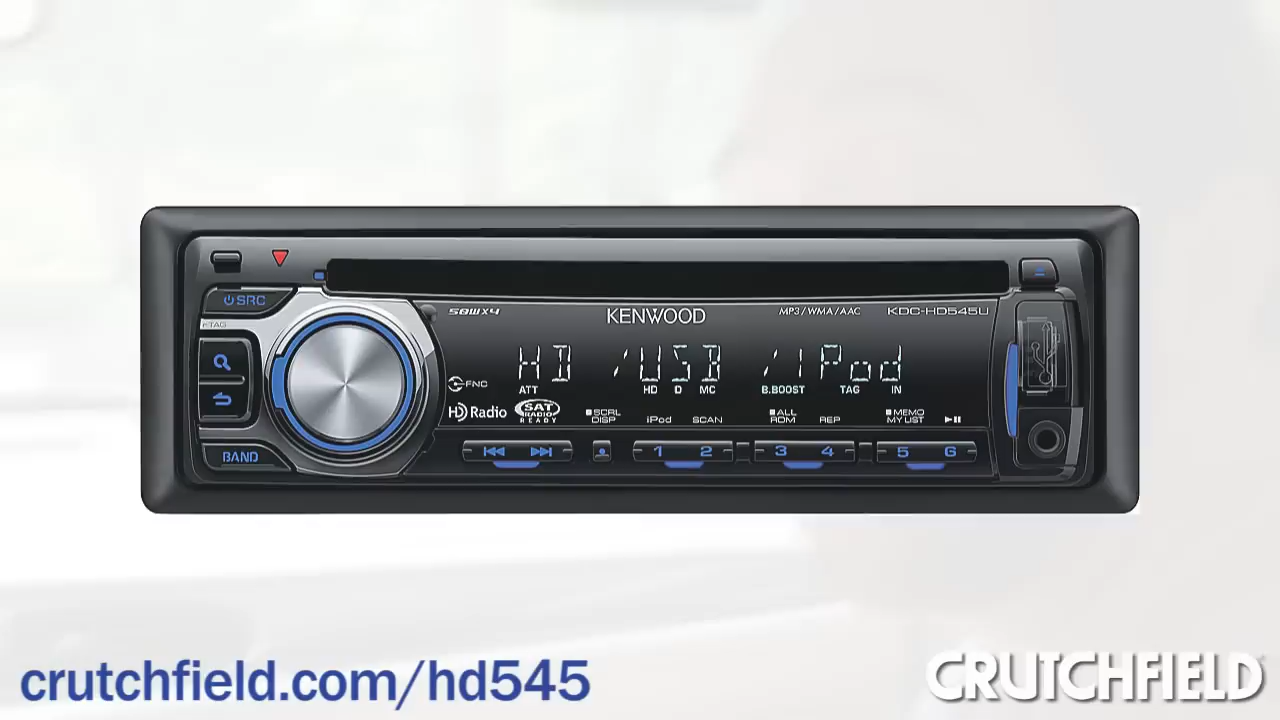 SRC
TAG
BAND
50WX4
KENWOOD
MP3/WMA/AAC
KDC-HD545U
HD /USB /iPod
ATT HD D MC B.BOOST TAG IN
FNC
HD Radio
SAT RADIO READY
SCRL DISP
iPod
SCAN
ALL RDM
REP
MEMO MY LIST
1 2 3 4 5 6
crutchfield.com/hd545
CRUTCHFIELD